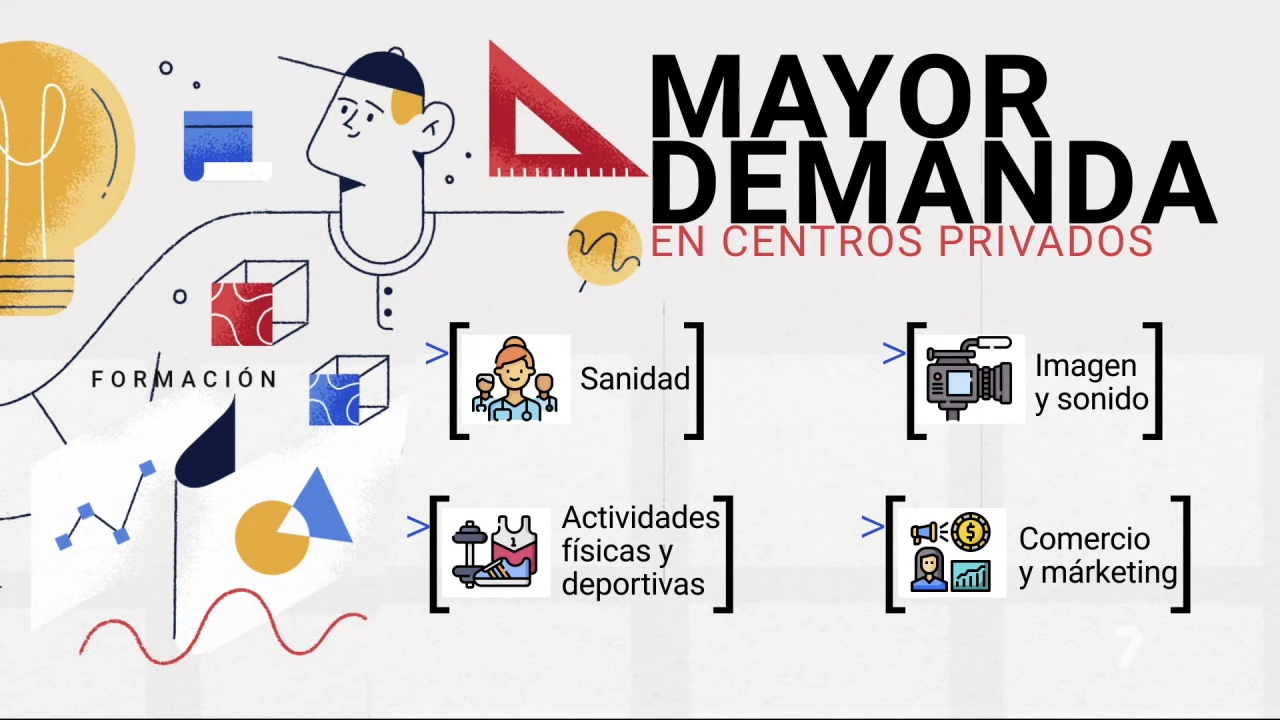 MAYOR
DEMANDA
EN CENTROS PRIVADOS
FORMACIÓN
> Sanidad
> Imagen
y sonido
> Actividades
físicas y
deportivas
> Comercio
y márketing